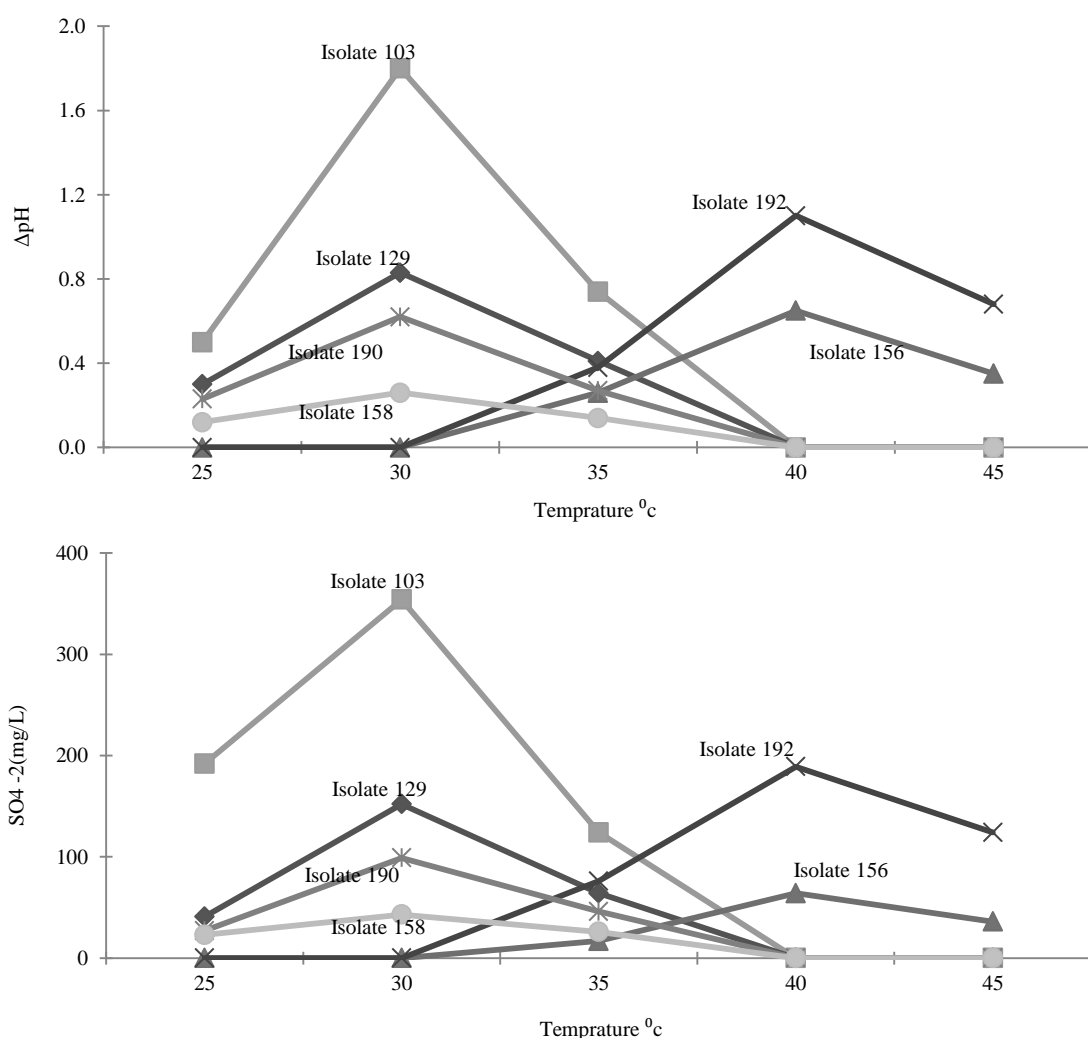 2.0
Isolate 103
1.6
1.2
Isolate 192
ΔpH
Isolate 129
0.8
Isolate 190
Isolate 156
0.4
Isolate 158
0.0
25 30 35 40 45
Temprature ⁰c
400
Isolate 103
300
Isolate 192
200
SO4 -2(mg/L)
Isolate 129
Isolate 190
Isolate 156
100
Isolate 158
0
25 30 35 40 45
Temprature ⁰c